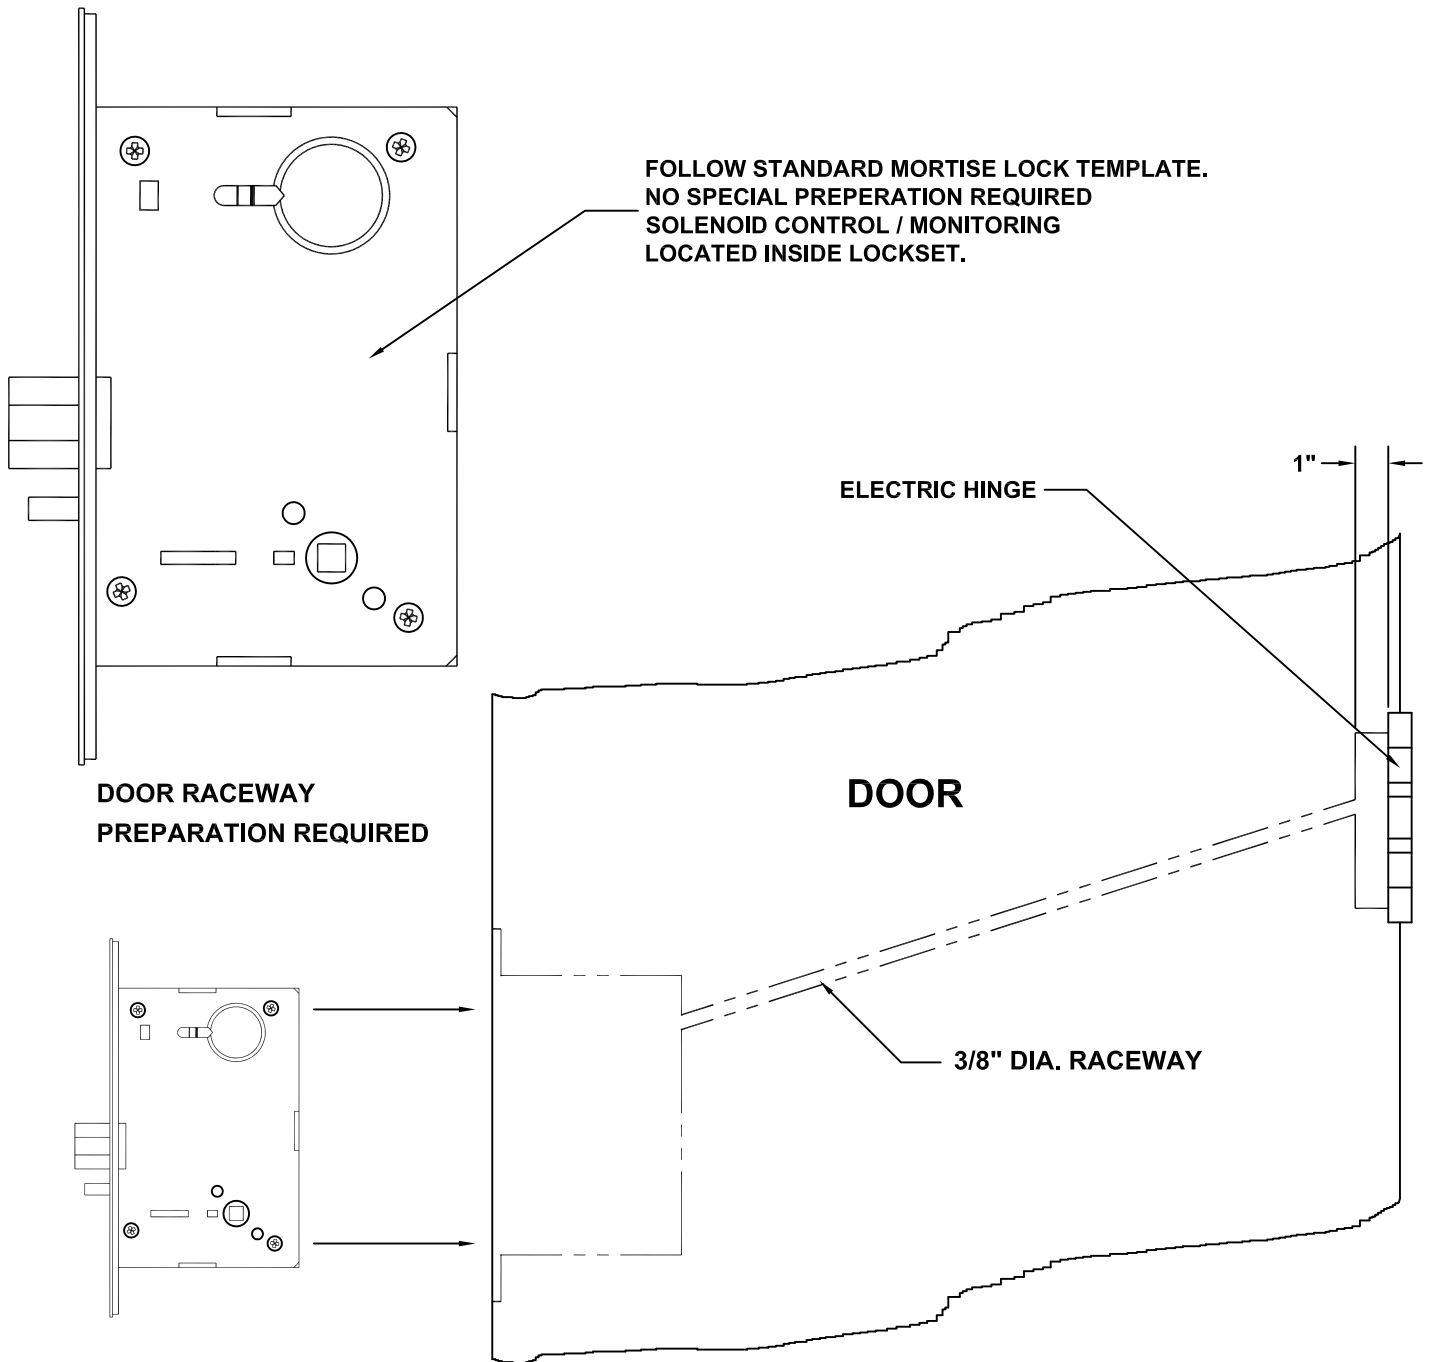 FOLLOW STANDARD MORTISE LOCK TEMPLATE.
NO SPECIAL PREPERATION REQUIRED
SOLENOID CONTROL / MONITORING
LOCATED INSIDE LOCKSET.
1"
ELECTRIC HINGE
DOOR
DOOR RACEWAY
PREPARATION REQUIRED
3/8" DIA. RACEWAY